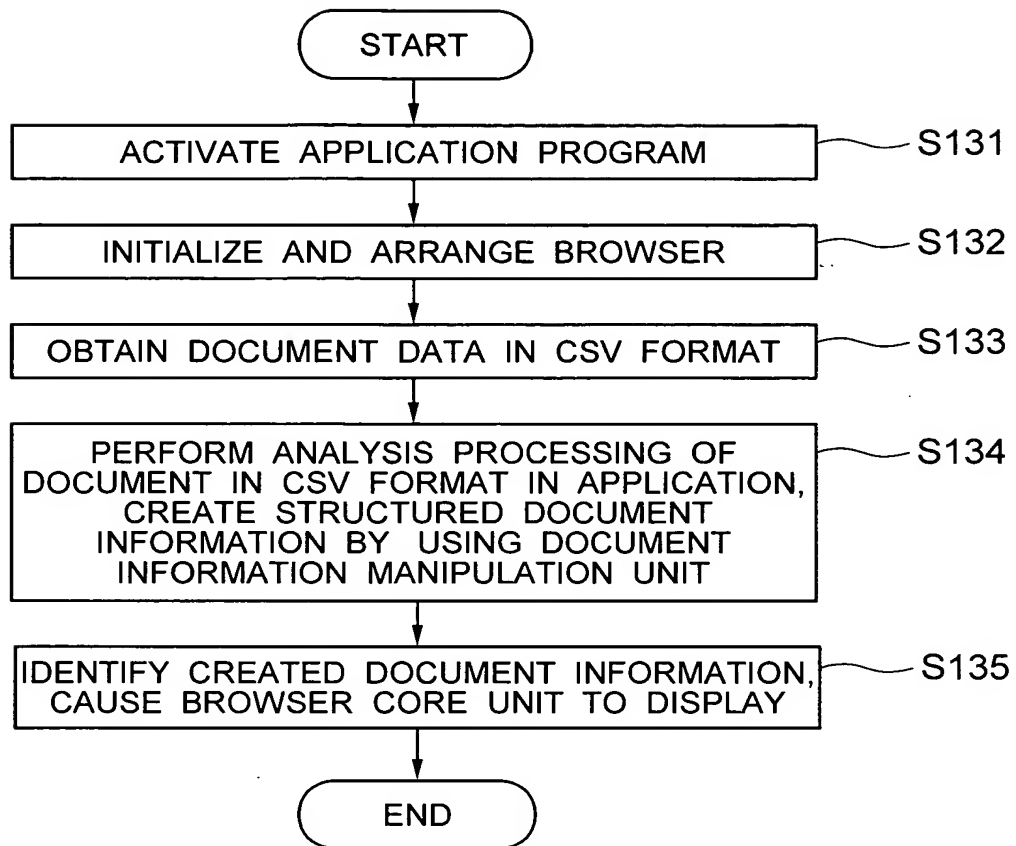 START
ACTIVATE APPLICATION PROGRAM
S131
INITIALIZE AND ARRANGE BROWSER
S132
OBTAIN DOCUMENT DATA IN CSV FORMAT
S133
PERFORM ANALYSIS PROCESSING OF
DOCUMENT IN CSV FORMAT IN APPLICATION,
CREATE STRUCTURED DOCUMENT
INFORMATION BY USING DOCUMENT
INFORMATION MANIPULATION UNIT
S134
IDENTIFY CREATED DOCUMENT INFORMATION,
CAUSE BROWSER CORE UNIT TO DISPLAY
S135
END